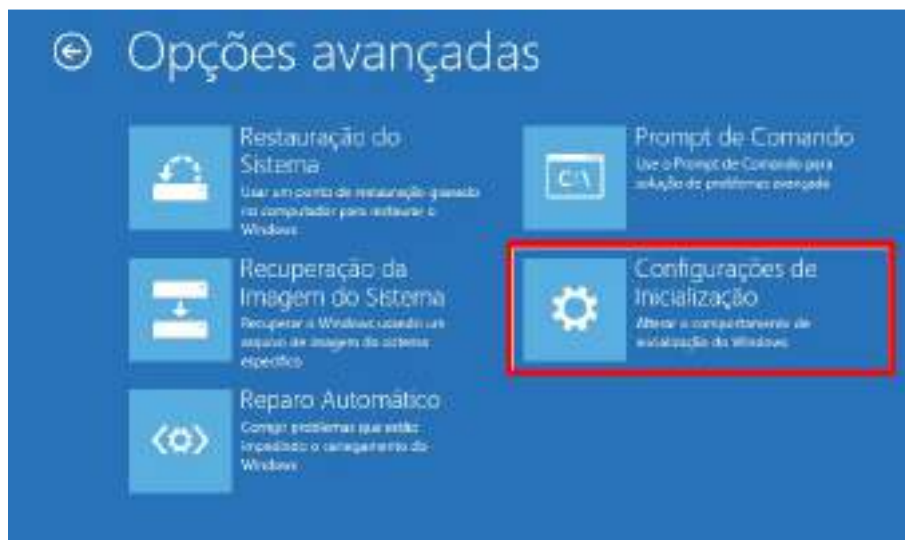 Opções avançadas
Restauração do
Sistema
Usar um ponto de restauração gravado
no computador para restaurar o
Windows
Recuperação da
Imagem do Sistema
Recuperar o Windows usando um
arquivo de imagem do sistema
específico
Reparo Automático
Corrigir problemas que estão
impedindo o carregamento do
Windows
Prompt de Comando
C:\
Use o Prompt de Comando para
solução de problemas avançada
Configurações de
Inicialização
Alterar o comportamento de
inicialização do Windows